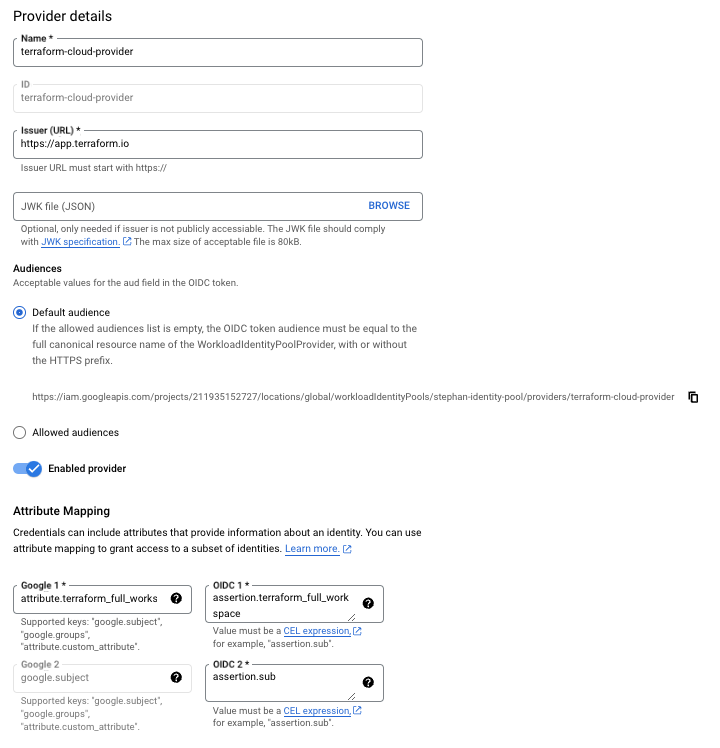 Provider details
Name *
terraform-cloud-provider
ID
terraform-cloud-provider
Issuer (URL) *
https://app.terraform.io
Issuer URL must start with https://
JWK file (JSON)
BROWSE
Optional, only needed if issuer is not publicly accessiable. The JWK file should comply
with JWK specification. The max size of acceptable file is 80kB.
Audiences
Acceptable values for the aud field in the OIDC token.
Default audience
If the allowed audiences list is empty, the OIDC token audience must be equal to the
full canonical resource name of the WorkloadIdentityPoolProvider, with or without
the HTTPS prefix.
https://iam.googleapis.com/projects/211935152727/locations/global/workloadIdentityPools/stephan-identity-pool/providers/terraform-cloud-provider
Allowed audiences
Enabled provider
Attribute Mapping
Credentials can include attributes that provide information about an identity. You can use
attribute mapping to grant access to a subset of identities. Learn more.
Google 1 *
attribute.terraform_full_works
Supported keys: "google.subject",
"google.groups",
"attribute.custom_attribute".
OIDC 1 *
assertion.terraform_full_work
space
Value must be a CEL expression,
for example, "assertion.sub".
Google 2
google.subject
Supported keys: "google.subject",
"google.groups",
"attribute.custom_attribute".
OIDC 2 *
assertion.sub
Value must be a CEL expression,
for example, "assertion.sub".